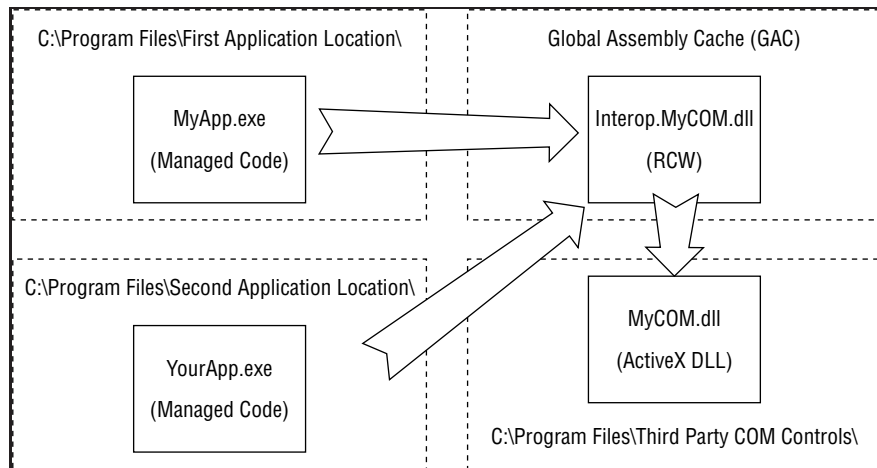 C:\Program Files\First Application Location\
MyApp.exe
(Managed Code)
Global Assembly Cache (GAC)
Interop.MyCOM.dll
(RCW)
C:\Program Files\Second Application Location\
YourApp.exe
(Managed Code)
MyCOM.dll
(ActiveX DLL)
C:\Program Files\Third Party COM Controls\